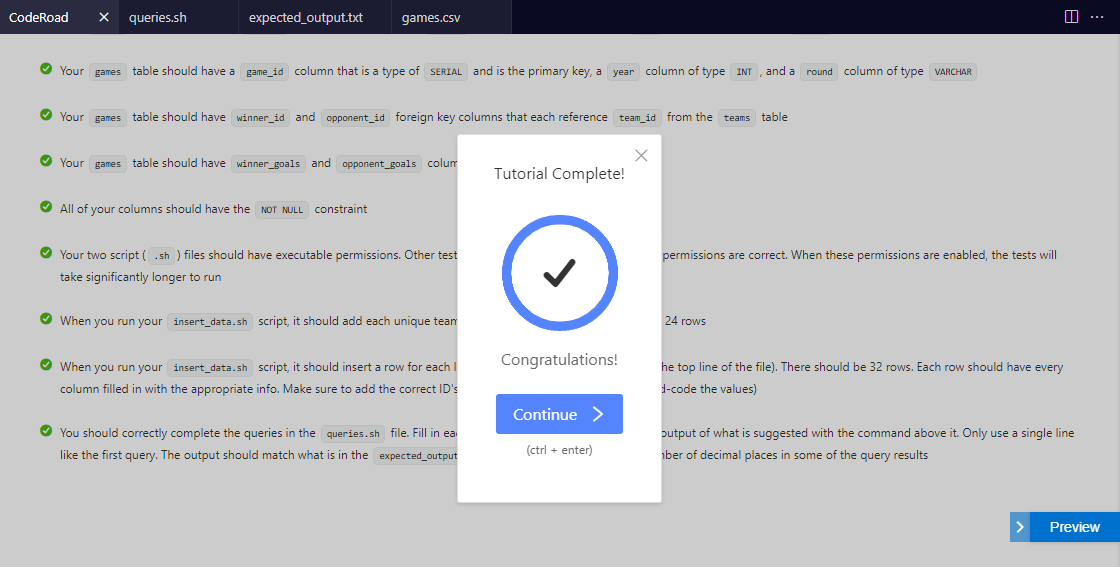 CodeRoad queries.sh expected_output.txt games.csv
Your games table should have a game_id column that is a type of SERIAL and is the primary key, a year column of type INT , and a round column of type VARCHAR
Your games table should have winner_id and opponent_id foreign key columns that each reference team_id from the teams table
Your games table should have winner_goals and opponent_goals colum
All of your columns should have the NOT NULL constraint
Your two script ( .sh ) files should have executable permissions. Other test permissions are correct. When these permissions are enabled, the tests will
take significantly longer to run
When you run your insert_data.sh script, it should add each unique team 24 rows
When you run your insert_data.sh script, it should insert a row for each l the top line of the file). There should be 32 rows. Each row should have every
column filled in with the appropriate info. Make sure to add the correct ID's d-code the values)
You should correctly complete the queries in the queries.sh file. Fill in eac output of what is suggested with the command above it. Only use a single line
like the first query. The output should match what is in the expected_output nber of decimal places in some of the query results
Tutorial Complete!
Congratulations!
Continue
(ctrl + enter)
Preview